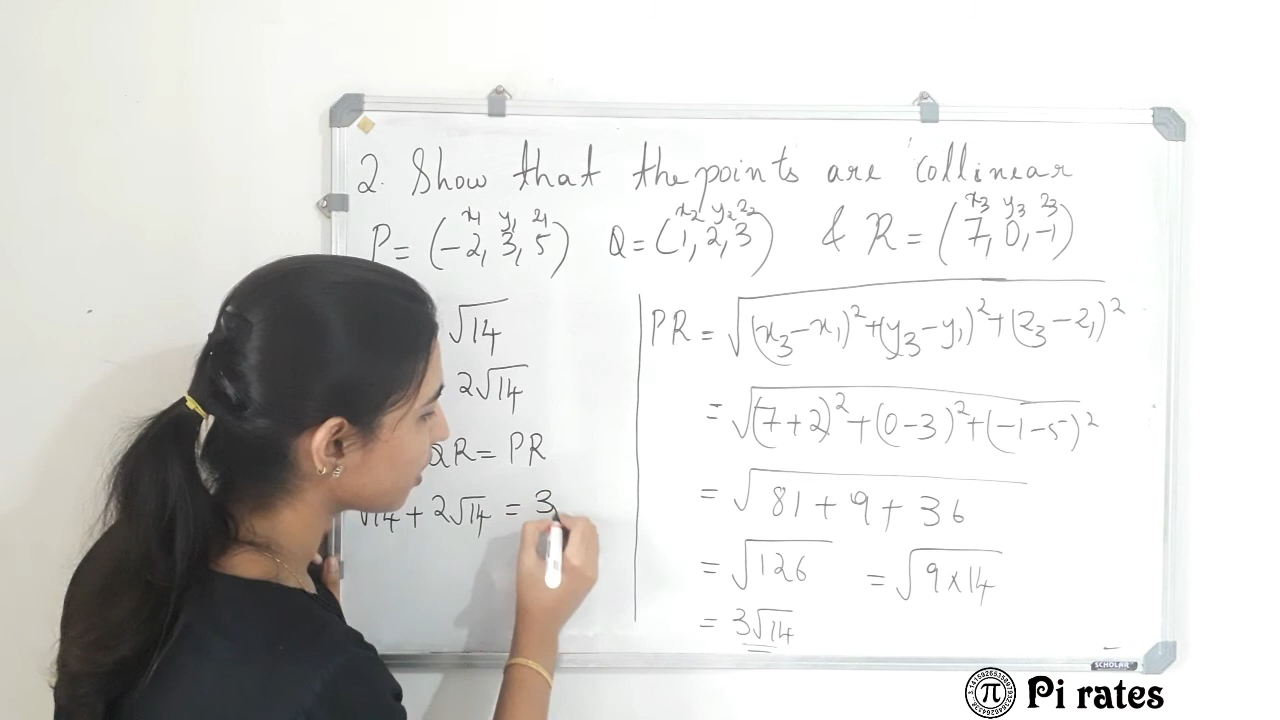 2. Show that the points are collinear
x₁ y₁ z₁ x₂ y₂ z₂ x₃ y₃ z₃
P = (-2, 3, 5) Q = (1, 2, 3) & R = (7, 0, -1)
√14
2√14
QR = PR
√14 + 2√14 = 3
PR = √(x₃-x₁)²+(y₃-y₁)²+(z₃-z₁)²
= √(7+2)²+(0-3)²+(-1-5)²
= √81+9+36
= √126 = √9×14
= 3√14
SCHOLAR
π
Pi rates